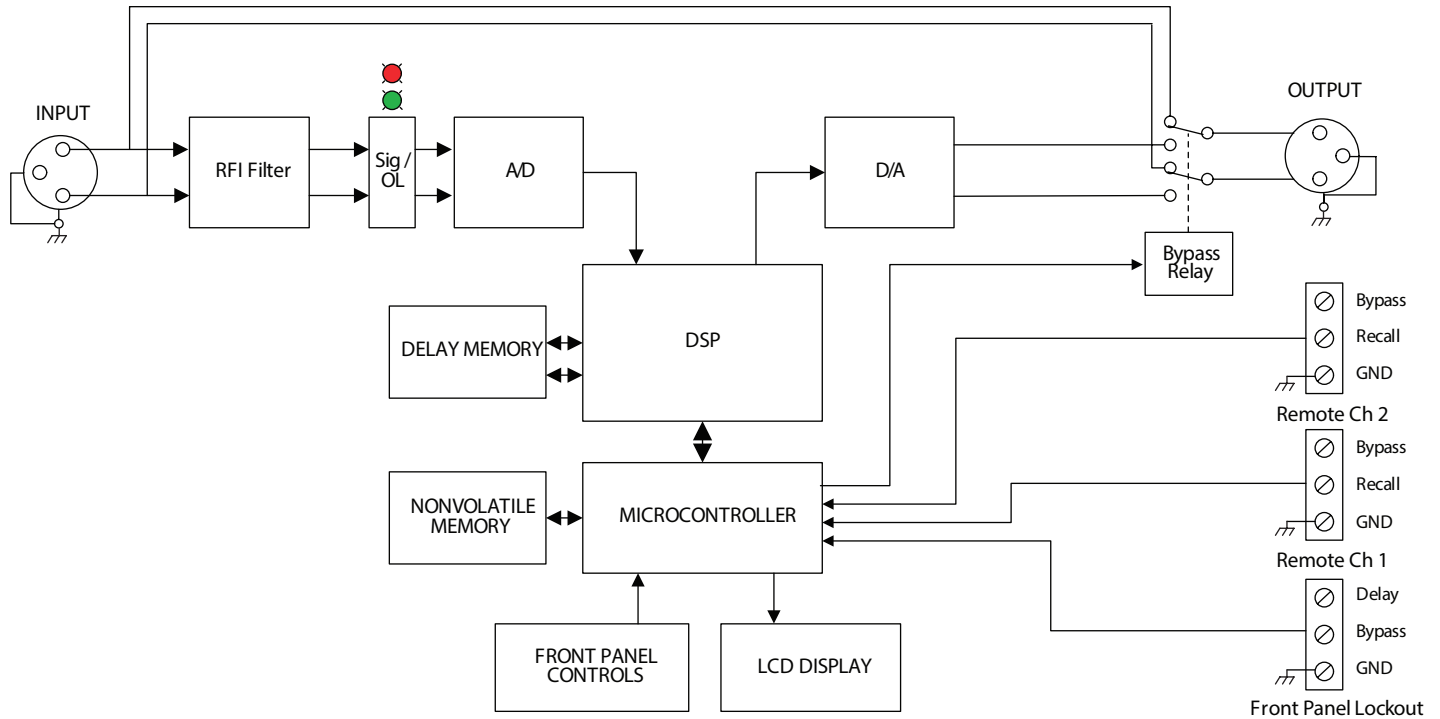 INPUT
OUTPUT
RFI Filter
Sig /
OL
A/D
D/A
Bypass
Relay
DELAY MEMORY
DSP
Bypass
Recall
GND
Remote Ch 2
NONVOLATILE
MEMORY
MICROCONTROLLER
Bypass
Recall
GND
Remote Ch 1
FRONT PANEL
CONTROLS
LCD DISPLAY
Delay
Bypass
GND
Front Panel Lockout